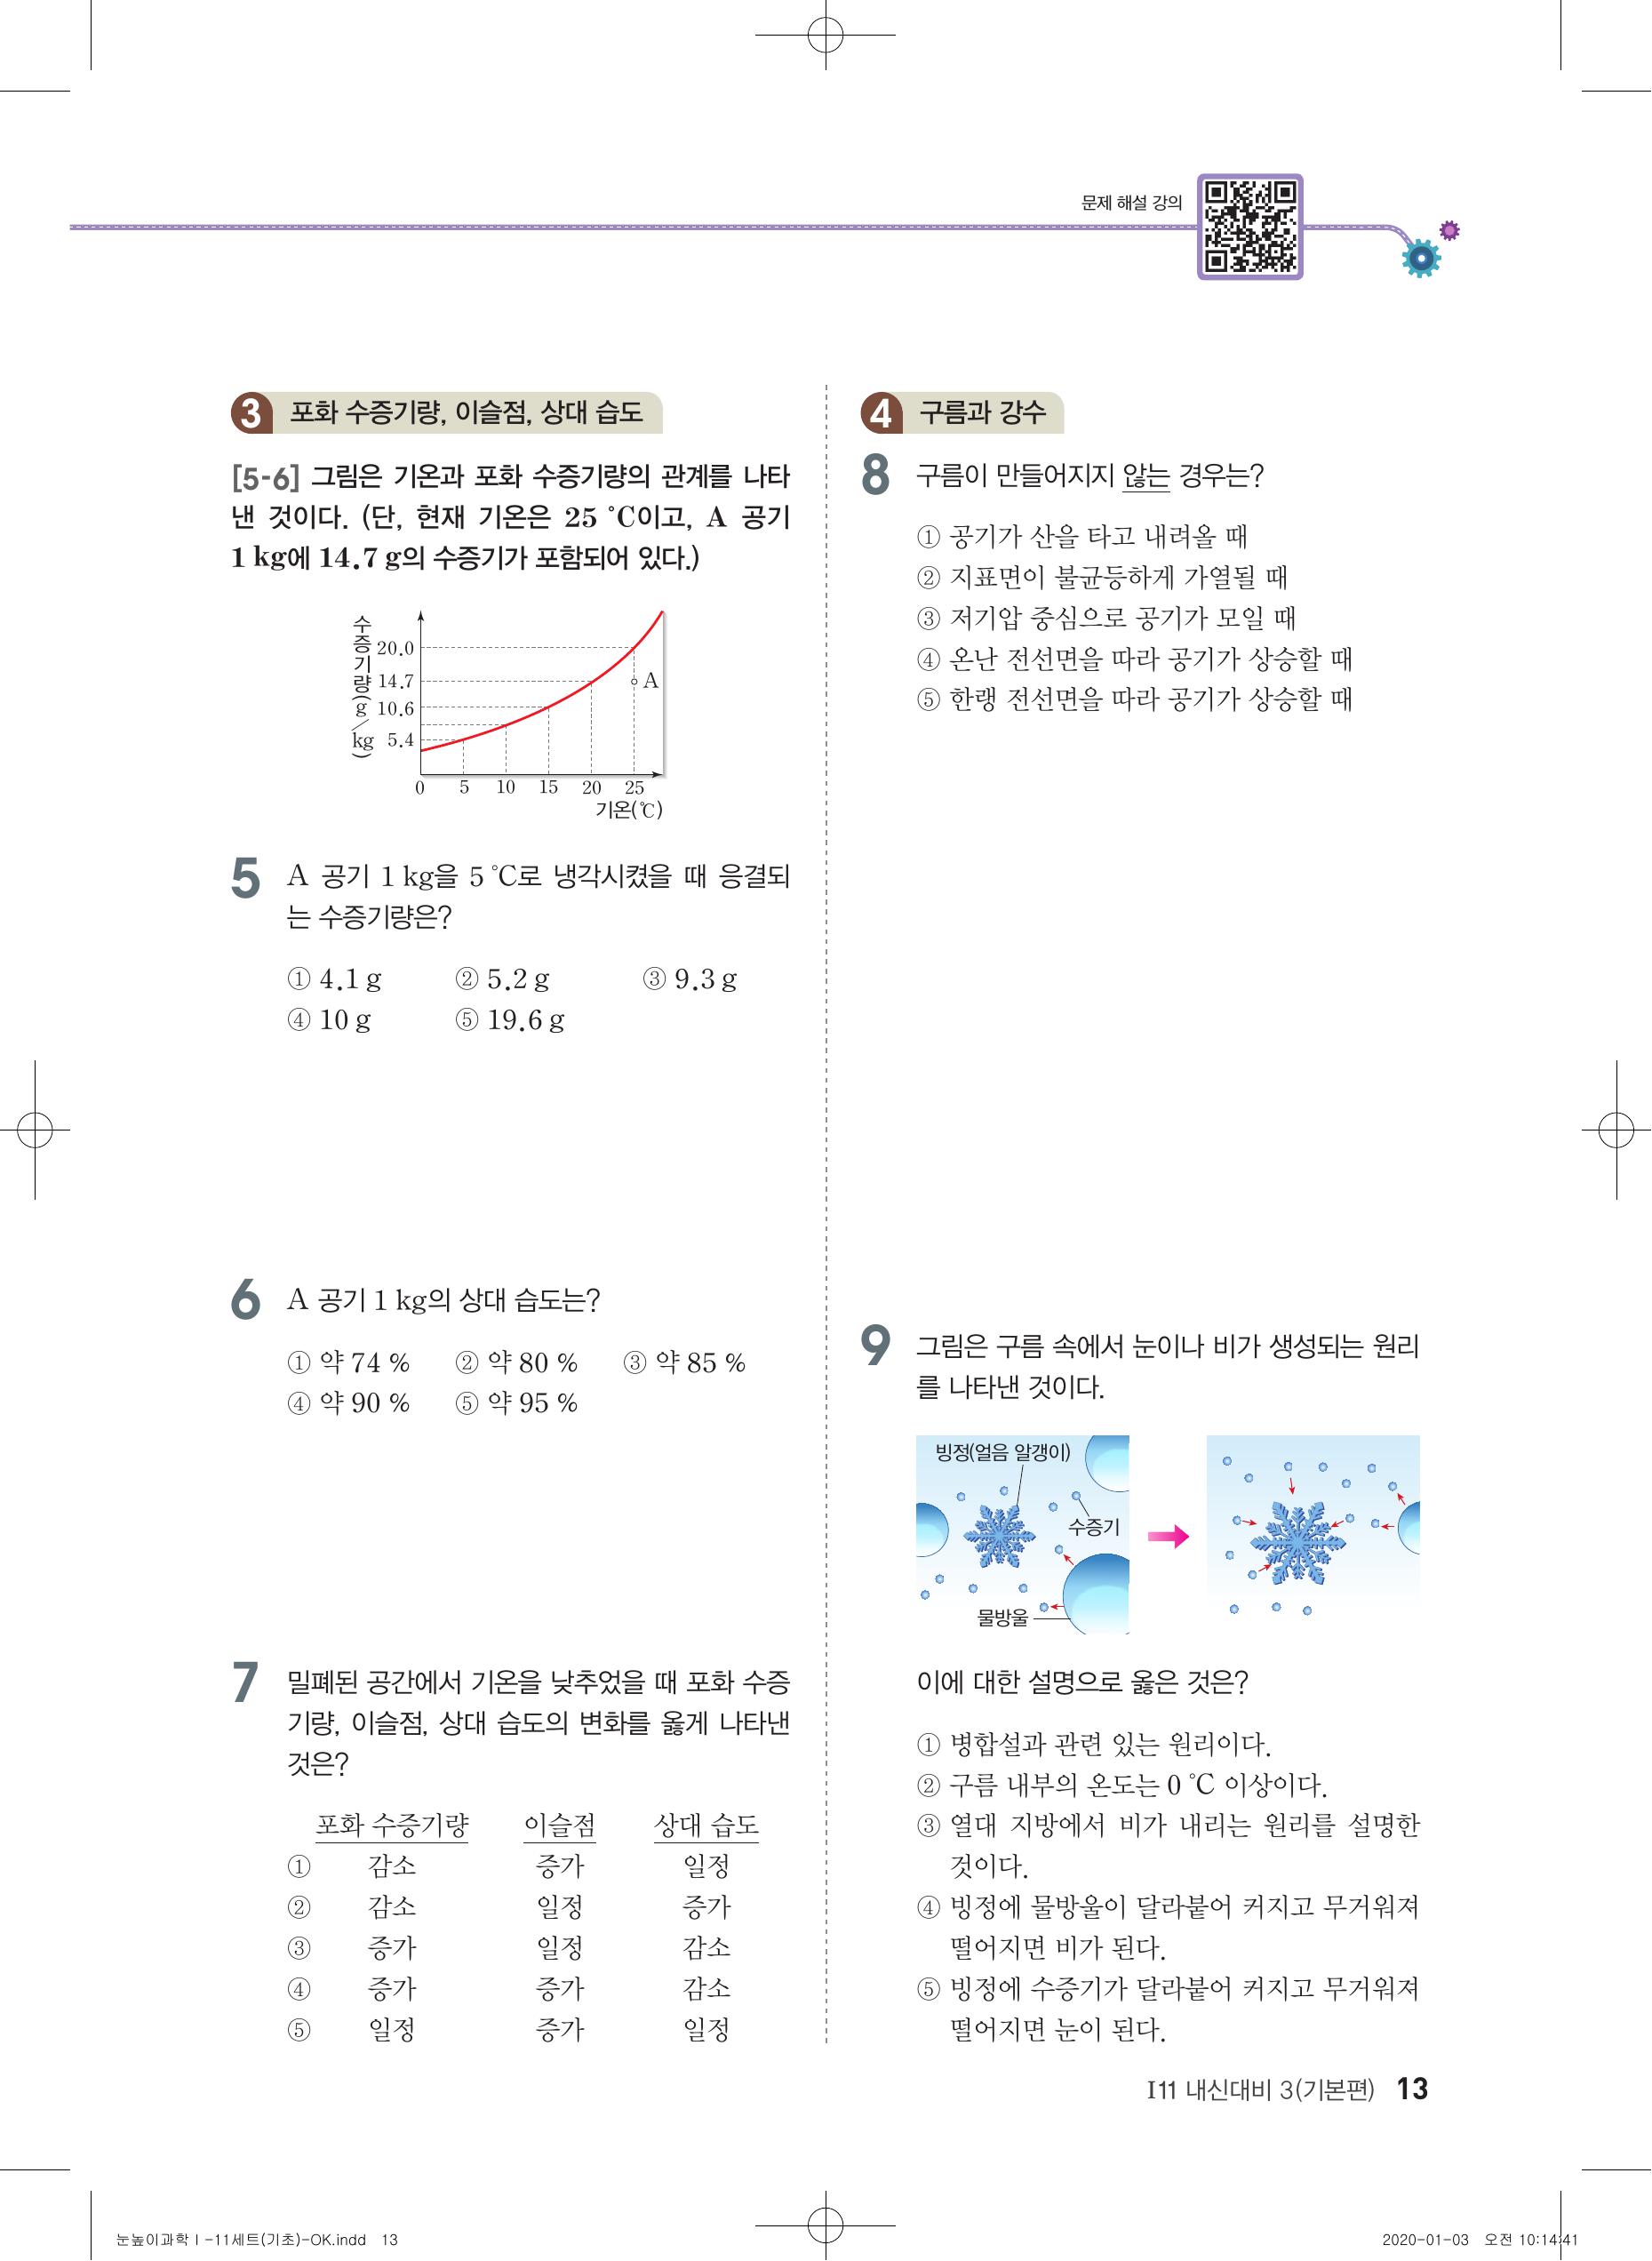 문제 해설 강의
3 포화 수증기량, 이슬점, 상대 습도
[5-6] 그림은 기온과 포화 수증기량의 관계를 나타
낸 것이다. (단, 현재 기온은 25 ℃이고, A 공기
1 kg에 14.7 g의 수증기가 포함되어 있다.)
수증기량(g/kg)
20.0
14.7
10.6
5.4
A
0 5 10 15 20 25
기온(℃)
5 A 공기 1 kg을 5 ℃로 냉각시켰을 때 응결되
는 수증기량은?
① 4.1 g ② 5.2 g ③ 9.3 g
④ 10 g ⑤ 19.6 g
6 A 공기 1 kg의 상대 습도는?
① 약 74 % ② 약 80 % ③ 약 85 %
④ 약 90 % ⑤ 약 95 %
7 밀폐된 공간에서 기온을 낮추었을 때 포화 수증
기량, 이슬점, 상대 습도의 변화를 옳게 나타낸
것은?
포화 수증기량 이슬점 상대 습도
① 감소 증가 일정
② 감소 일정 증가
③ 증가 일정 감소
④ 증가 증가 감소
⑤ 일정 증가 일정
4 구름과 강수
8 구름이 만들어지지 않는 경우는?
① 공기가 산을 타고 내려올 때
② 지표면이 불균등하게 가열될 때
③ 저기압 중심으로 공기가 모일 때
④ 온난 전선면을 따라 공기가 상승할 때
⑤ 한랭 전선면을 따라 공기가 상승할 때
9 그림은 구름 속에서 눈이나 비가 생성되는 원리
를 나타낸 것이다.
빙정(얼음 알갱이)
수증기
물방울
이에 대한 설명으로 옳은 것은?
① 병합설과 관련 있는 원리이다.
② 구름 내부의 온도는 0 ℃ 이상이다.
③ 열대 지방에서 비가 내리는 원리를 설명한
것이다.
④ 빙정에 물방울이 달라붙어 커지고 무거워져
떨어지면 비가 된다.
⑤ 빙정에 수증기가 달라붙어 커지고 무거워져
떨어지면 눈이 된다.
I11 내신대비 3(기본편) 13
눈높이과학Ⅰ-11세트(기초)-OK.indd 13
2020-01-03 오전 10:14:41